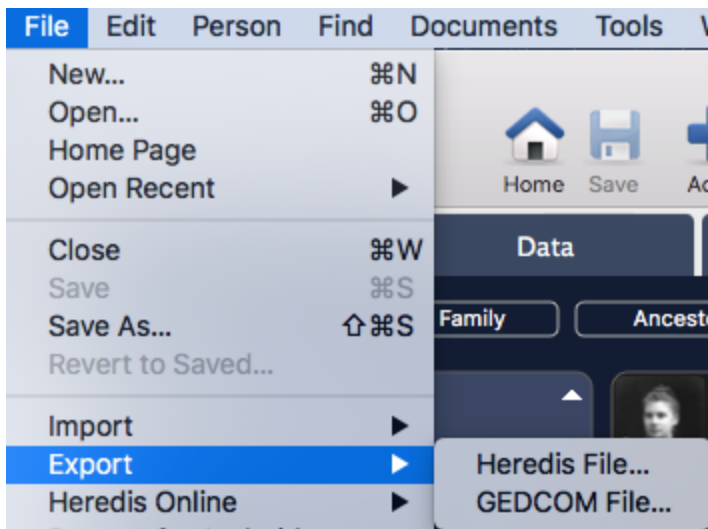 File Edit Person Find Documents Tools
New... ⌘N
Open... ⌘O
Home Page
Open Recent
Home Save
Close ⌘W
Data
Save ⌘S
Save As... ⇧⌘S
Family
Revert to Saved...
Import
Export
Heredis File...
Heredis Online
GEDCOM File...